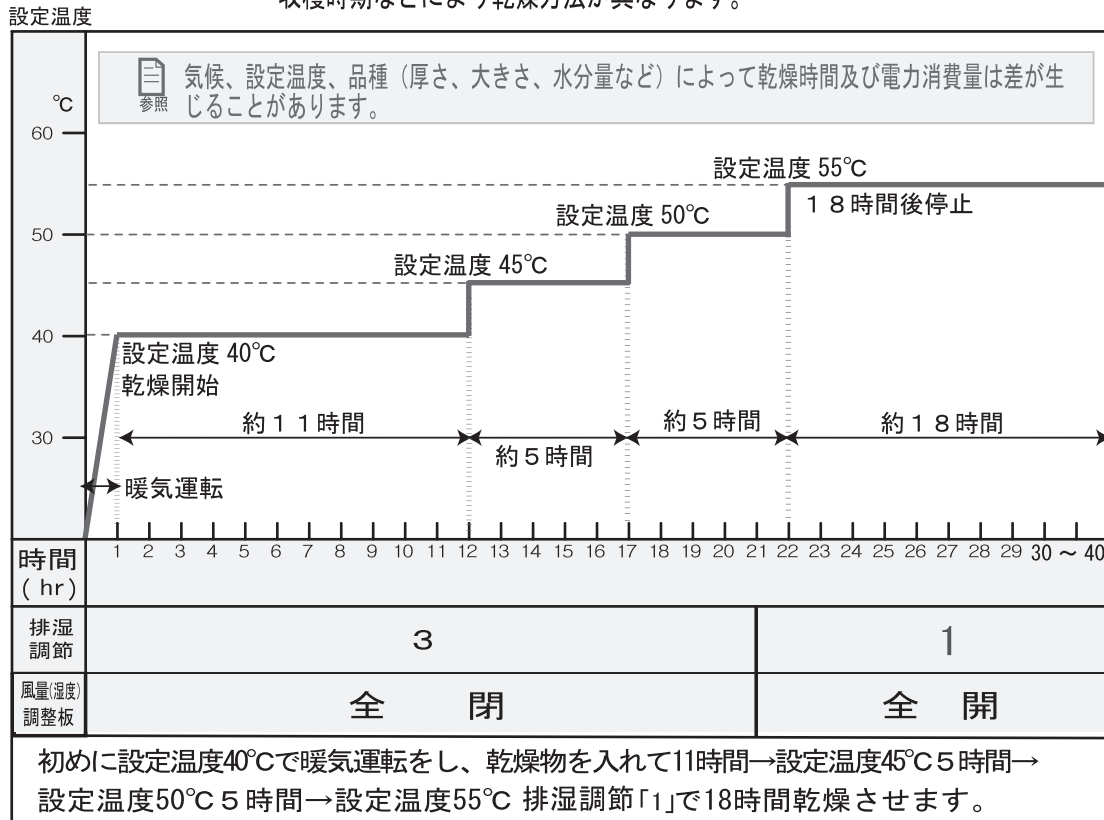 収穫時期などにより乾燥方法が異なります。
設定温度
気候、設定温度、品種（厚さ、大きさ、水分量など）によって乾燥時間及び電力消費量は差が生
参照 じることがあります。
℃
60
設定温度 55℃
１８時間後停止
設定温度 50℃
50
設定温度 45℃
40
設定温度 40℃
乾燥開始
約１１時間
約５時間
約５時間
約１８時間
30
暖気運転
時間
( hr )
1 2 3 4 5 6 7 8 9 10 11 12 13 14 15 16 17 18 19 20 21 22 23 24 25 26 27 28 29 30 ～ 40
排湿
調節
3
1
風量(湿度)
調整板
全　閉
全　開
初めに設定温度40℃で暖気運転をし、乾燥物を入れて11時間→設定温度45℃５時間→
設定温度50℃５時間→設定温度55℃ 排湿調節「1」で18時間乾燥させます。